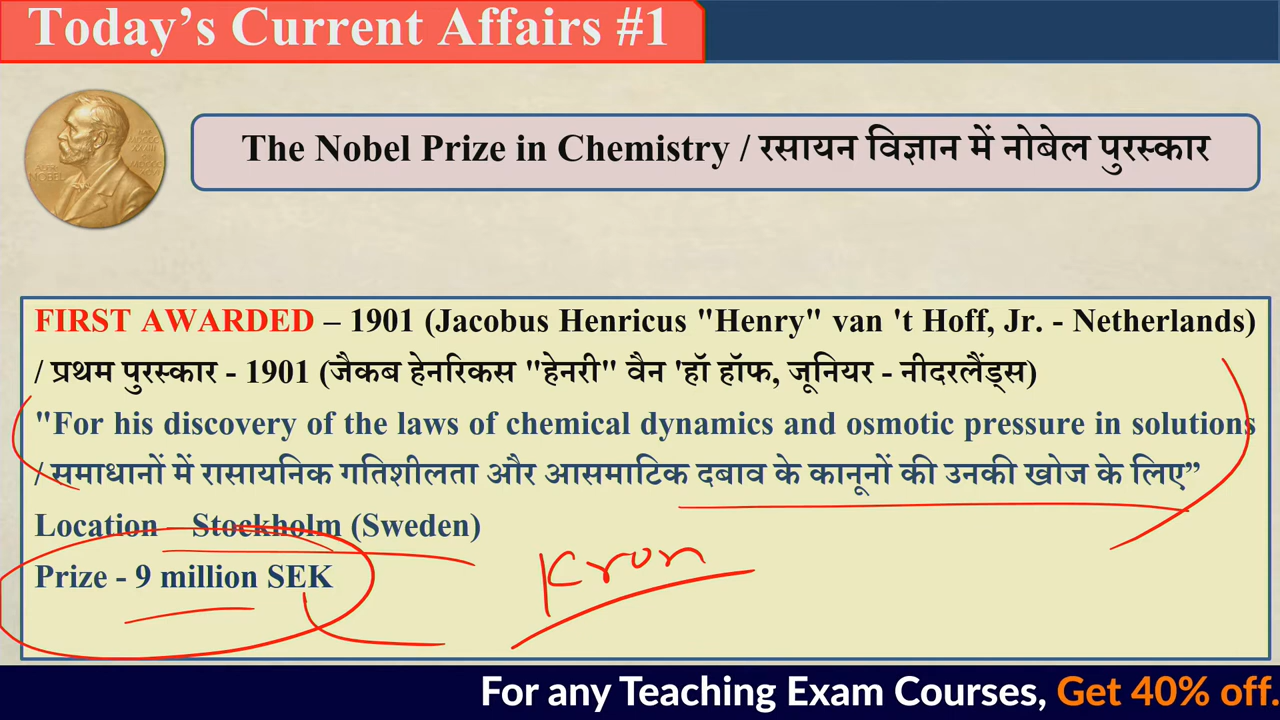 Today's Current Affairs #1
The Nobel Prize in Chemistry / रसायन विज्ञान में नोबेल पुरस्कार
FIRST AWARDED – 1901 (Jacobus Henricus "Henry" van 't Hoff, Jr. - Netherlands)
/ प्रथम पुरस्कार - 1901 (जैकब हेनरिकस "हेनरी" वैन 'हॉ हॉफ, जूनियर - नीदरलैंड्स)
"For his discovery of the laws of chemical dynamics and osmotic pressure in solutions
/ समाधानों में रासायनिक गतिशीलता और आसमाटिक दबाव के कानूनों की उनकी खोज के लिए”
Location – Stockholm (Sweden)
Prize - 9 million SEK
Kron
For any Teaching Exam Courses, Get 40% off.